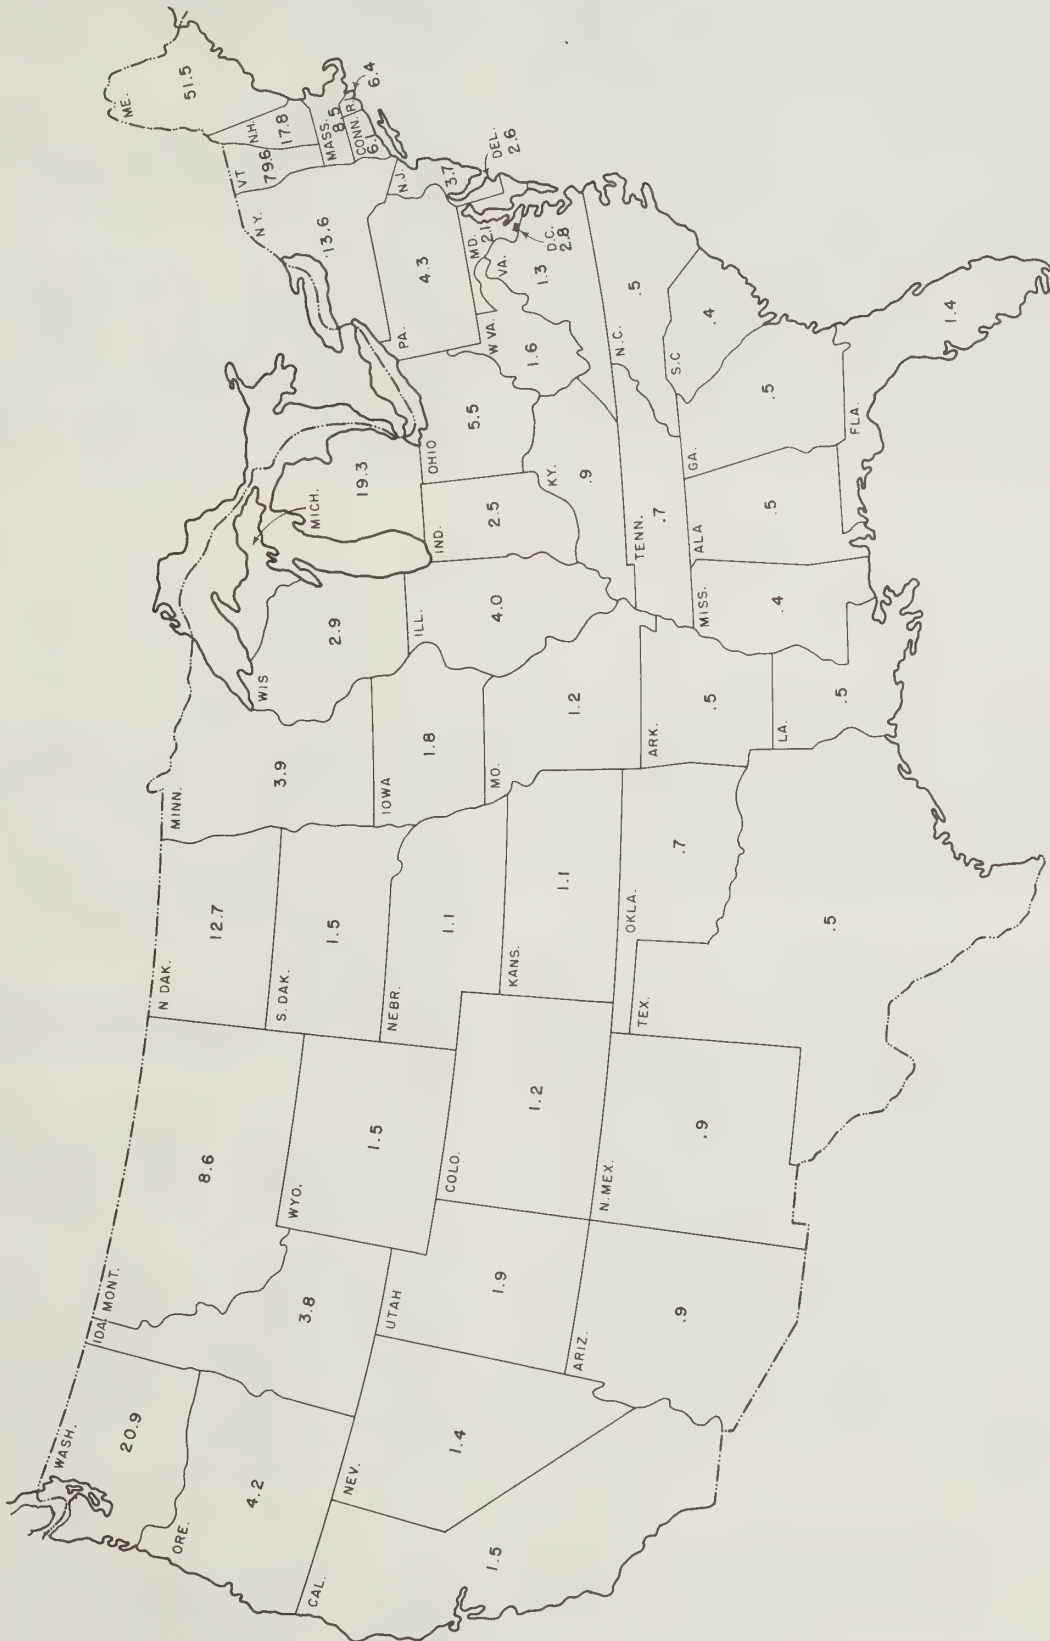 WASH.
20.9
ORE.
4.2
CAL.
1.5
NEV.
1.4
IDA.
3.8
MONT.
8.6
WYO.
1.5
UTAH
1.9
COLO.
1.2
ARIZ.
.9
N.MEX.
.9
N DAK.
12.7
S. DAK.
1.5
NEBR.
1.1
KANS.
1.1
OKLA.
.7
TEX.
.5
MINN.
3.9
IOWA
1.8
MO.
1.2
ARK.
.5
LA.
.5
WIS
2.9
ILL.
4.0
MICH.
19.3
IND.
2.5
OHIO
5.5
KY.
.9
TENN.
.7
MISS.
.4
ALA
.5
GA.
.5
FLA.
1.4
S.C
.4
N.C.
.5
VA.
1.3
W VA.
1.6
MD.
2.1
D.C.
2.8
DEL.
2.6
PA.
4.3
N.J.
3.7
N.Y.
13.6
CONN.
6.1
R.I.
6.4
MASS.
8.5
VT
79.6
N.H.
17.8
ME.
51.5